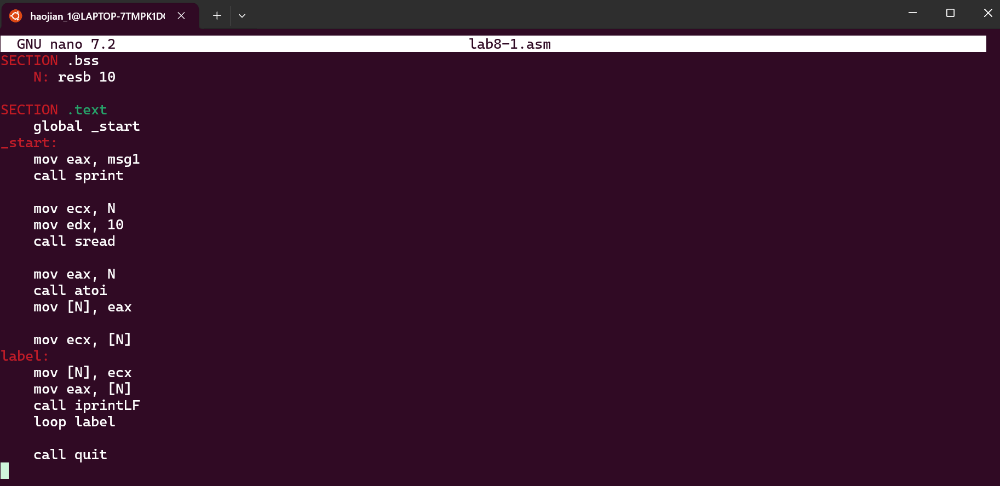 haojian_1@LAPTOP-7TMPK1D
GNU nano 7.2 lab8-1.asm
SECTION .bss
    N: resb 10

SECTION .text
    global _start
_start:
    mov eax, msg1
    call sprint

    mov ecx, N
    mov edx, 10
    call sread

    mov eax, N
    call atoi
    mov [N], eax

    mov ecx, [N]
label:
    mov [N], ecx
    mov eax, [N]
    call iprintLF
    loop label

    call quit